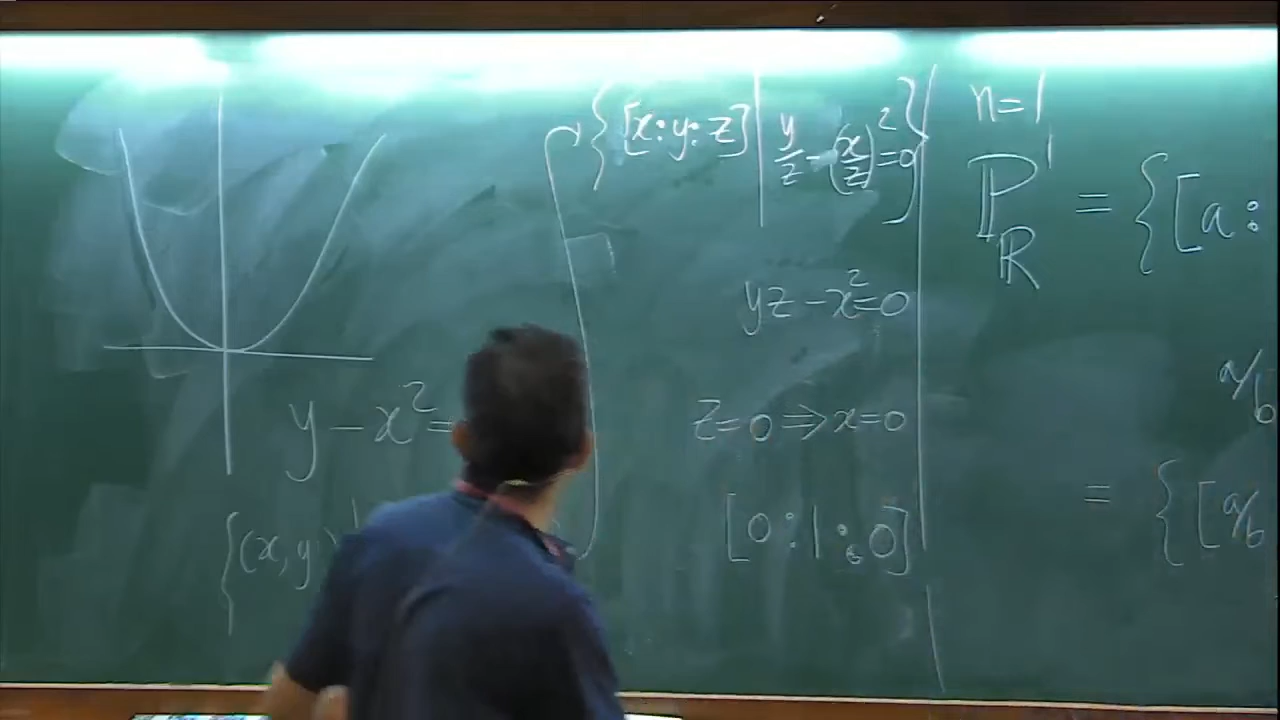 y - x² =
{(x, y)
{[x:y:z] | y/z - (x/z)² = 0}
yz - x² = 0
z = 0 ⇒ x = 0
[0:1:0]
n = 1
ℙ¹_ℝ = {[a:
a/b
= {[a/b